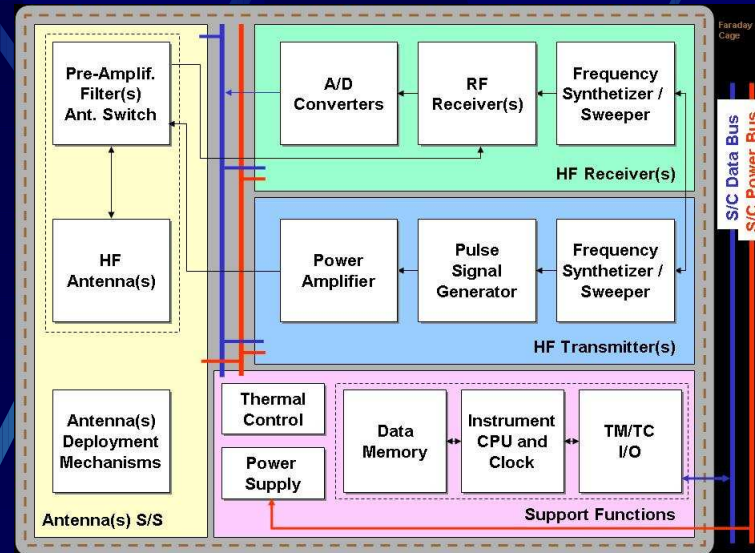 Pre-Amplif.
Filter(s)
Ant. Switch
HF
Antenna(s)
Antenna(s)
Deployment
Mechanisms
Antenna(s) S/S
A/D
Converters
RF
Receiver(s)
Frequency
Synthetizer /
Sweeper
HF Receiver(s)
Power
Amplifier
Pulse
Signal
Generator
Frequency
Synthetizer /
Sweeper
HF Transmitter(s)
Thermal
Control
Power
Supply
Data
Memory
Instrument
CPU and
Clock
TM/TC
I/O
Support Functions
Faraday
Cage
S/C Data Bus
S/C Power Bus